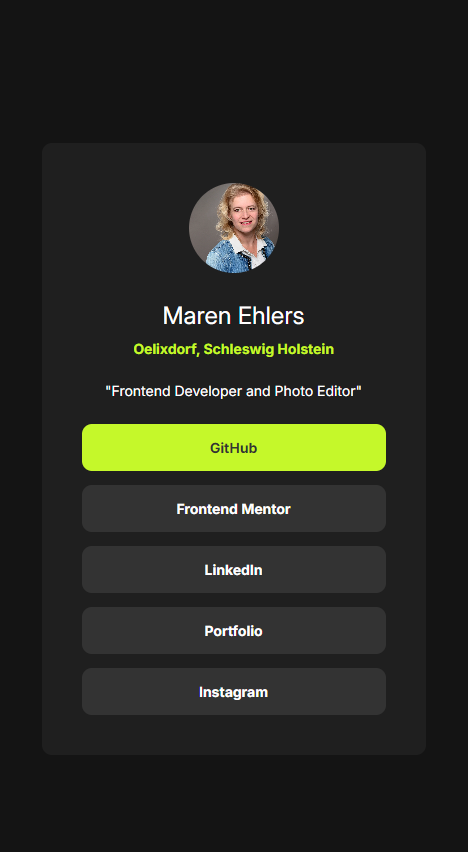 Maren Ehlers
Oelixdorf, Schleswig Holstein
"Frontend Developer and Photo Editor"
GitHub
Frontend Mentor
LinkedIn
Portfolio
Instagram